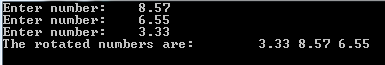 Enter number:    8.57
Enter number:    6.55
Enter number:    3.33
The rotated numbers are:        3.33 8.57 6.55